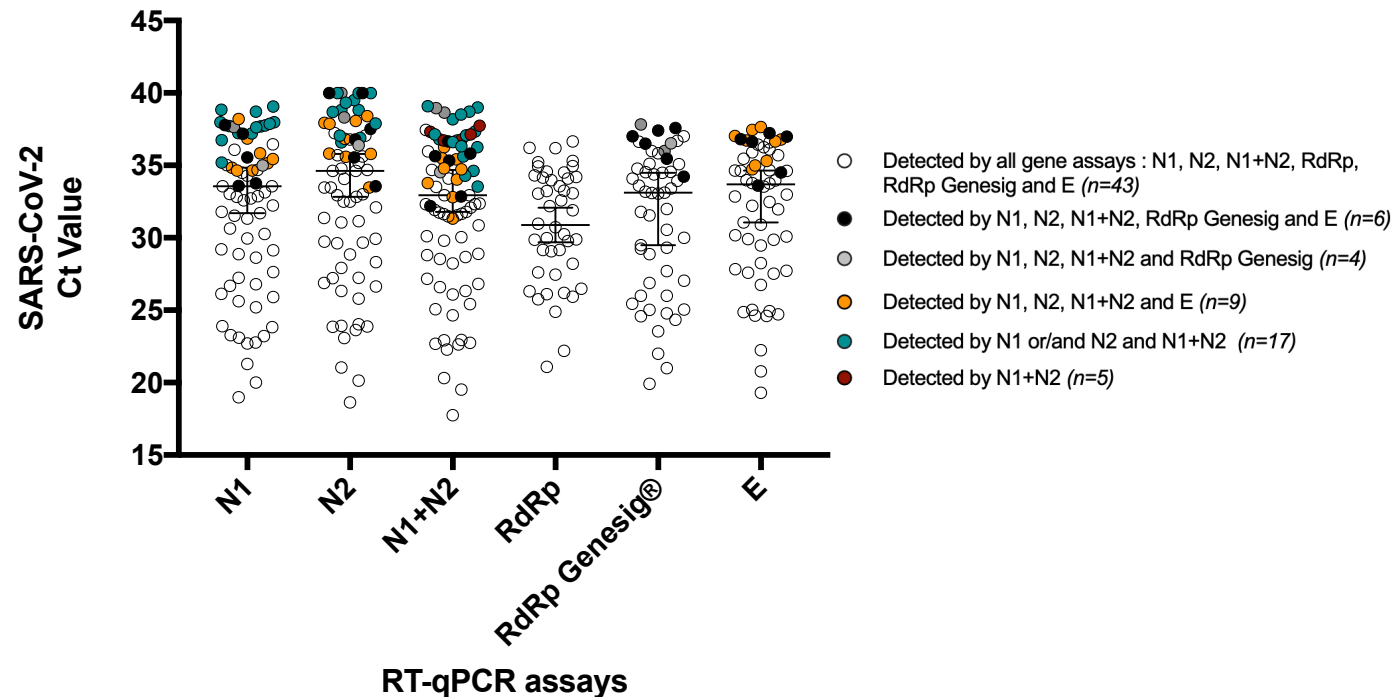 SARS-CoV-2
Ct Value
45
40
35
30
25
20
15
N1
N2
N1+N2
RdRp
RdRp Genesig®
E
RT-qPCR assays
Detected by all gene assays : N1, N2, N1+N2, RdRp,
RdRp Genesig and E (n=43)
Detected by N1, N2, N1+N2, RdRp Genesig and E (n=6)
Detected by N1, N2, N1+N2 and RdRp Genesig (n=4)
Detected by N1, N2, N1+N2 and E (n=9)
Detected by N1 or/and N2 and N1+N2 (n=17)
Detected by N1+N2 (n=5)